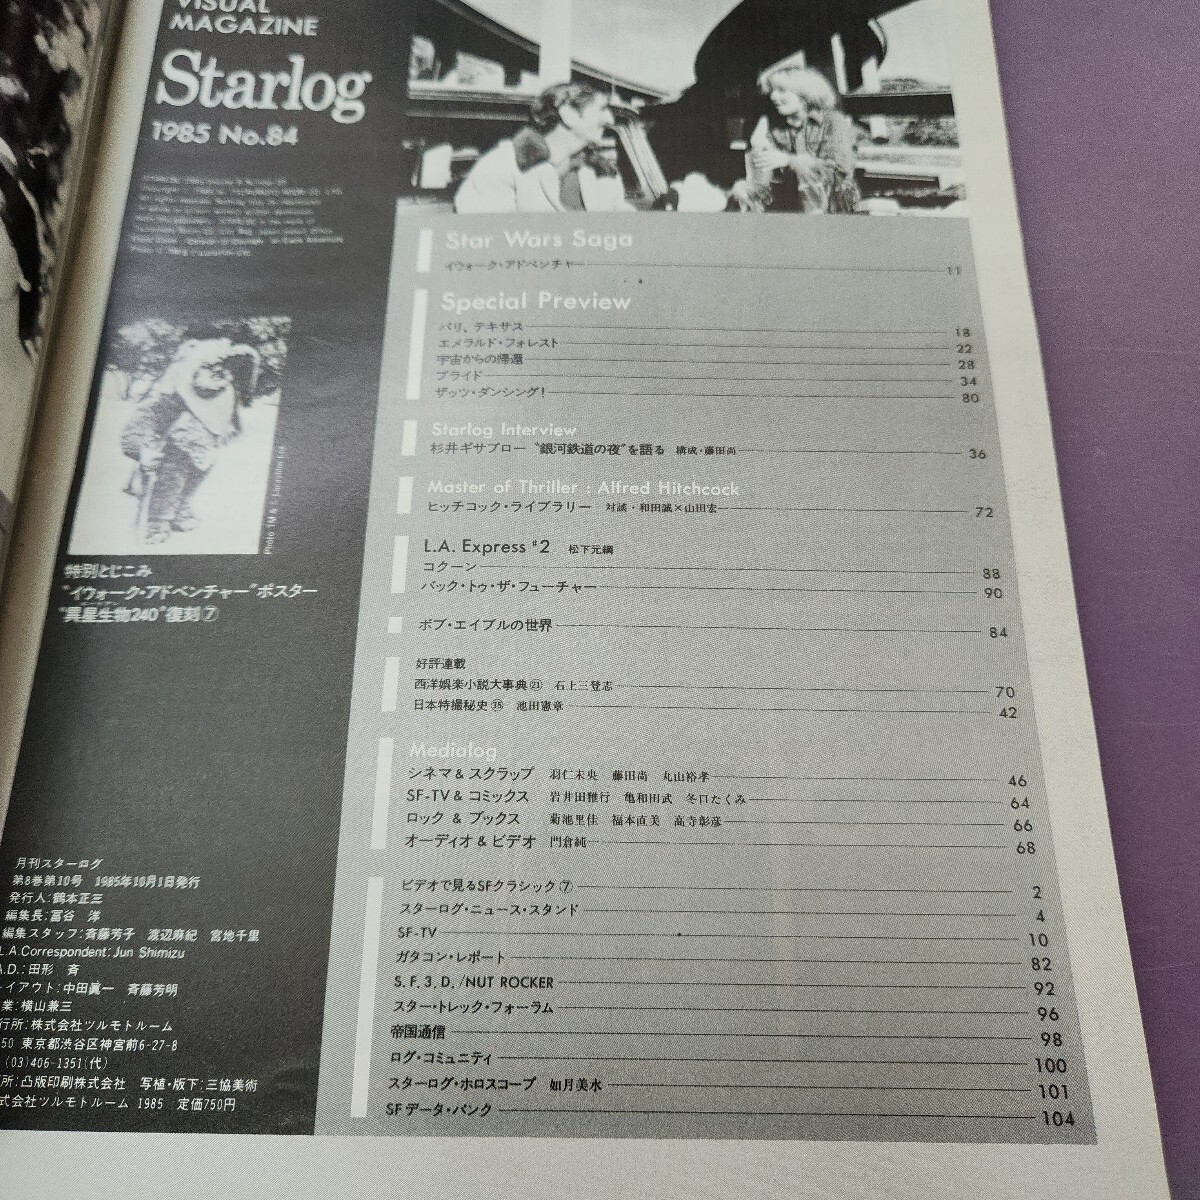 VISUAL
MAGAZINE
Starlog
1985 No.84
特別とじこみ
“イウォーク・アドベンチャー”ポスター
“異星生物240”復刻⑦
月刊スターログ
第8巻第10号 1985年10月1日発行
発行人:鶴本正三
編集長:冨谷 洋
編集スタッフ:斉藤芳子 渡辺麻紀 宮地千里
L.A.Correspondent:Jun Shimizu
A.D.:田形 斉
イアウト:中田眞一 斉藤芳明
業:横山兼三
行所:株式会社ツルモトルーム
50 東京都渋谷区神宮前6-27-8
(03)406-1351(代)
所:凸版印刷株式会社 写植・版下:三協美術
式会社ツルモトルーム 1985 定価750円
Star Wars Saga
イウォーク・アドベンチャー 11
Special Preview
パリ、テキサス 18
エメラルド・フォレスト 22
宇宙からの帰還 28
ブライド 34
ザッツ・ダンシング! 80
Starlog Interview
杉井ギサブロー “銀河鉄道の夜”を語る 構成・藤田尚 36
Master of Thriller : Alfred Hitchcock
ヒッチコック・ライブラリー 対談・和田誠×山田宏一 72
L.A. Express #2 松下元綱
コクーン 88
バック・トゥ・ザ・フューチャー 90
ボブ・エイブルの世界 84
好評連載
西洋娯楽小説大事典㉑ 石上三登志 70
日本特撮秘史㉟ 池田憲章 42
Medialog
シネマ & スクラップ 羽仁未央 藤田尚 丸山裕孝 46
SF-TV & コミックス 岩井田雅行 亀和田武 冬口たくみ 64
ロック & ブックス 菊池里佳 福本直美 高寺彰彦 66
オーディオ & ビデオ 門倉純一 68
ビデオで見るSFクラシック⑦ 2
スターログ・ニュース・スタンド 4
SF-TV 10
ガタコン・レポート 82
S.F.3.D./NUT ROCKER 92
スター・トレック・フォーラム 96
帝国通信 98
ログ・コミュニティ 100
スターログ・ホロスコープ 如月美水 101
SFデータ・バンク 104